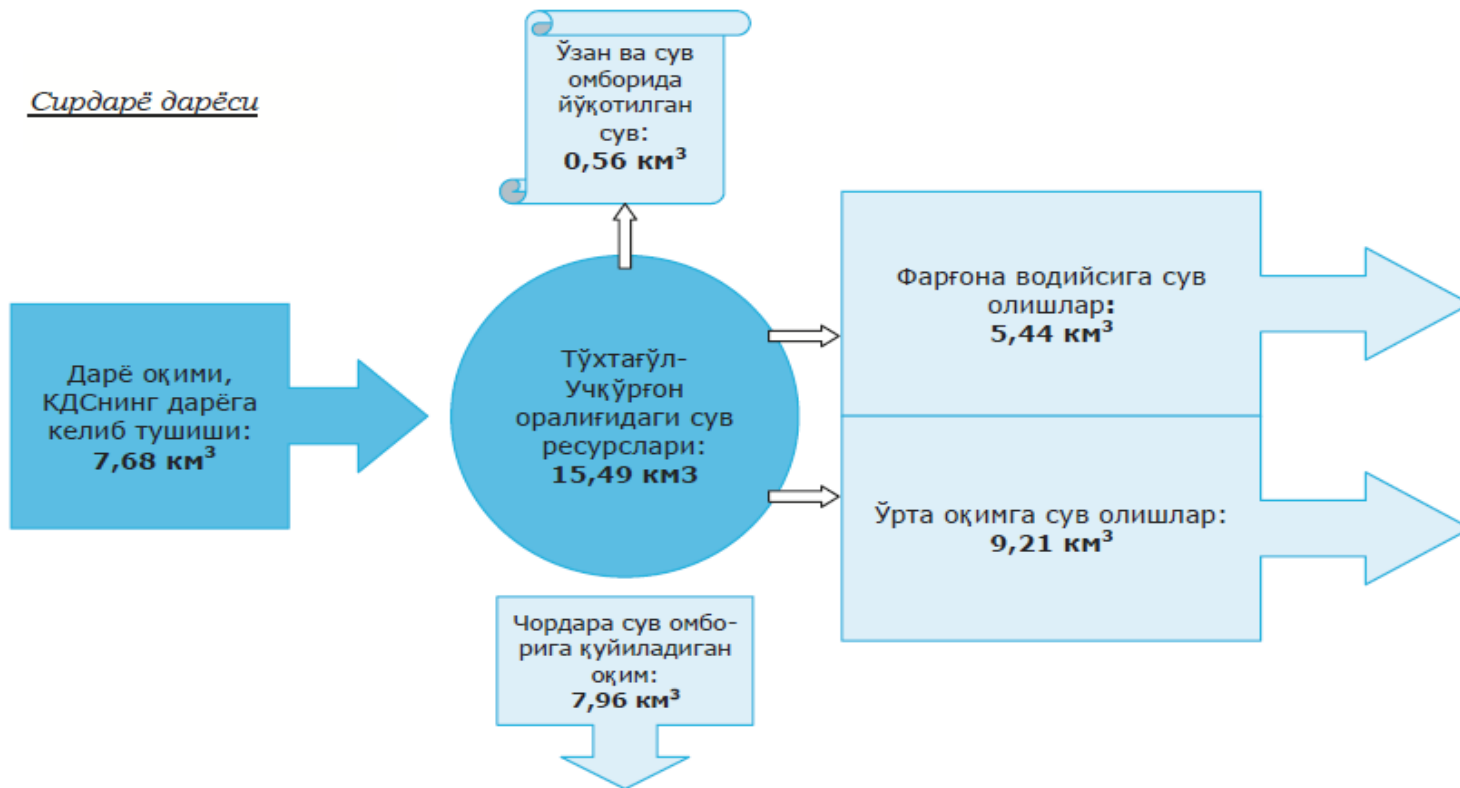 Сирдарё дарёси
Ўзан ва сув
омборида
йўқотилган
сув:
0,56 км³
Дарё оқими,
КДСнинг дарёга
келиб тушиши:
7,68 км³
Тўхтағўл-
Учқўрғон
оралиғидаги сув
ресурслари:
15,49 км3
Фарғона водийсига сув
олишлар:
5,44 км³
Ўрта оқимга сув олишлар:
9,21 км³
Чордара сув омбо-
рига қуйиладиган
оқим:
7,96 км³